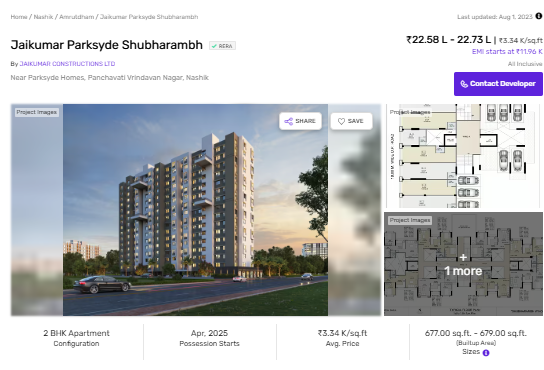 Home / Nashik / Amruldham / Jaikumar Parksyde Shubharambh
Last updated: Aug 1, 2023
Jaikumar Parksyde Shubharambh
RERA
₹22.58 L - 22.73 L | ₹3.34 K/sq.ft
EMI starts at ₹11.96 K
By JAIKUMAR CONSTRUCTIONS LTD
All Inclusive
Near Parksyde Homes, Panchavati Vrindavan Nagar, Nashik
Contact Developer
Project Images
SHARE
SAVE
Project Images
Project Images
+
1 more
2 BHK Apartment
Configuration
Apr, 2025
Possession Starts
₹3.34 K/sq.ft
Avg. Price
677.00 sq.ft. - 679.00 sq.ft.
(Builtup Area)
Sizes